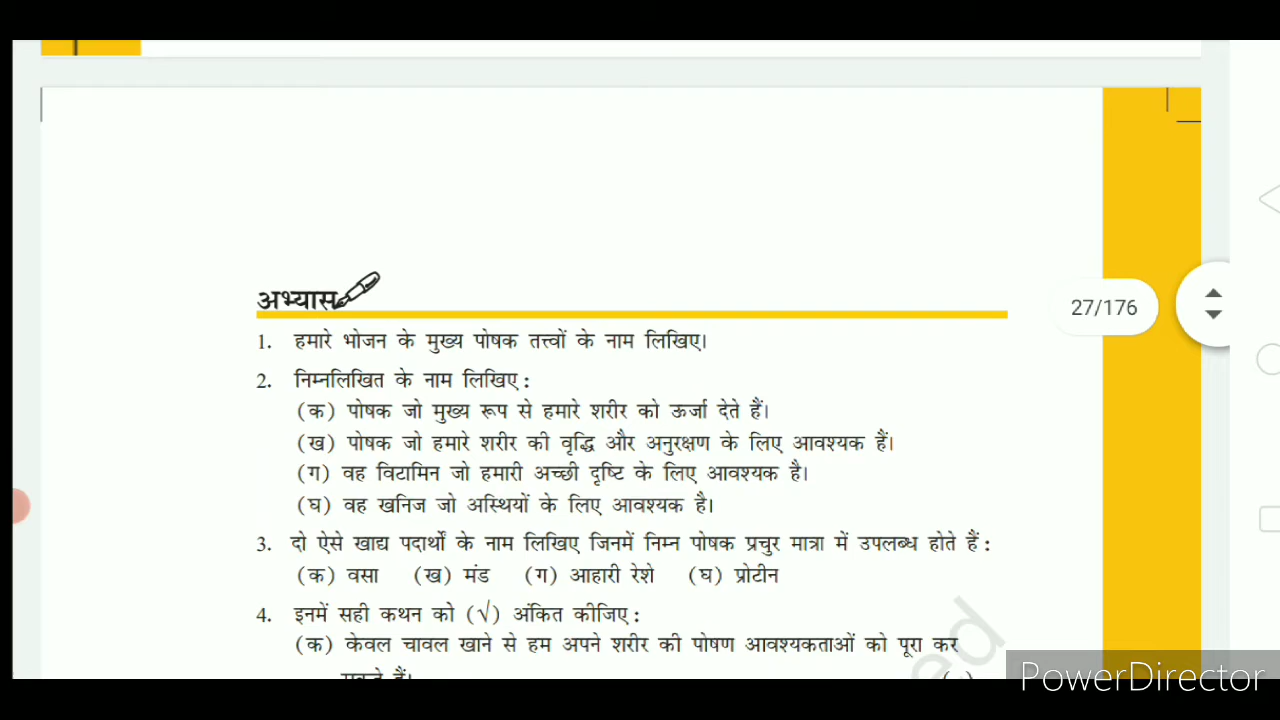 अभ्यास
27/176
1. हमारे भोजन के मुख्य पोषक तत्त्वों के नाम लिखिए।
2. निम्नलिखित के नाम लिखिए :
(क) पोषक जो मुख्य रूप से हमारे शरीर को ऊर्जा देते हैं।
(ख) पोषक जो हमारे शरीर की वृद्धि और अनुरक्षण के लिए आवश्यक हैं।
(ग) वह विटामिन जो हमारी अच्छी दृष्टि के लिए आवश्यक है।
(घ) वह खनिज जो अस्थियों के लिए आवश्यक है।
3. दो ऐसे खाद्य पदार्थों के नाम लिखिए जिनमें निम्न पोषक प्रचुर मात्रा में उपलब्ध होते हैं :
(क) वसा (ख) मंड (ग) आहारी रेशे (घ) प्रोटीन
4. इनमें सही कथन को (√) अंकित कीजिए :
(क) केवल चावल खाने से हम अपने शरीर की पोषण आवश्यकताओं को पूरा कर
PowerDirector